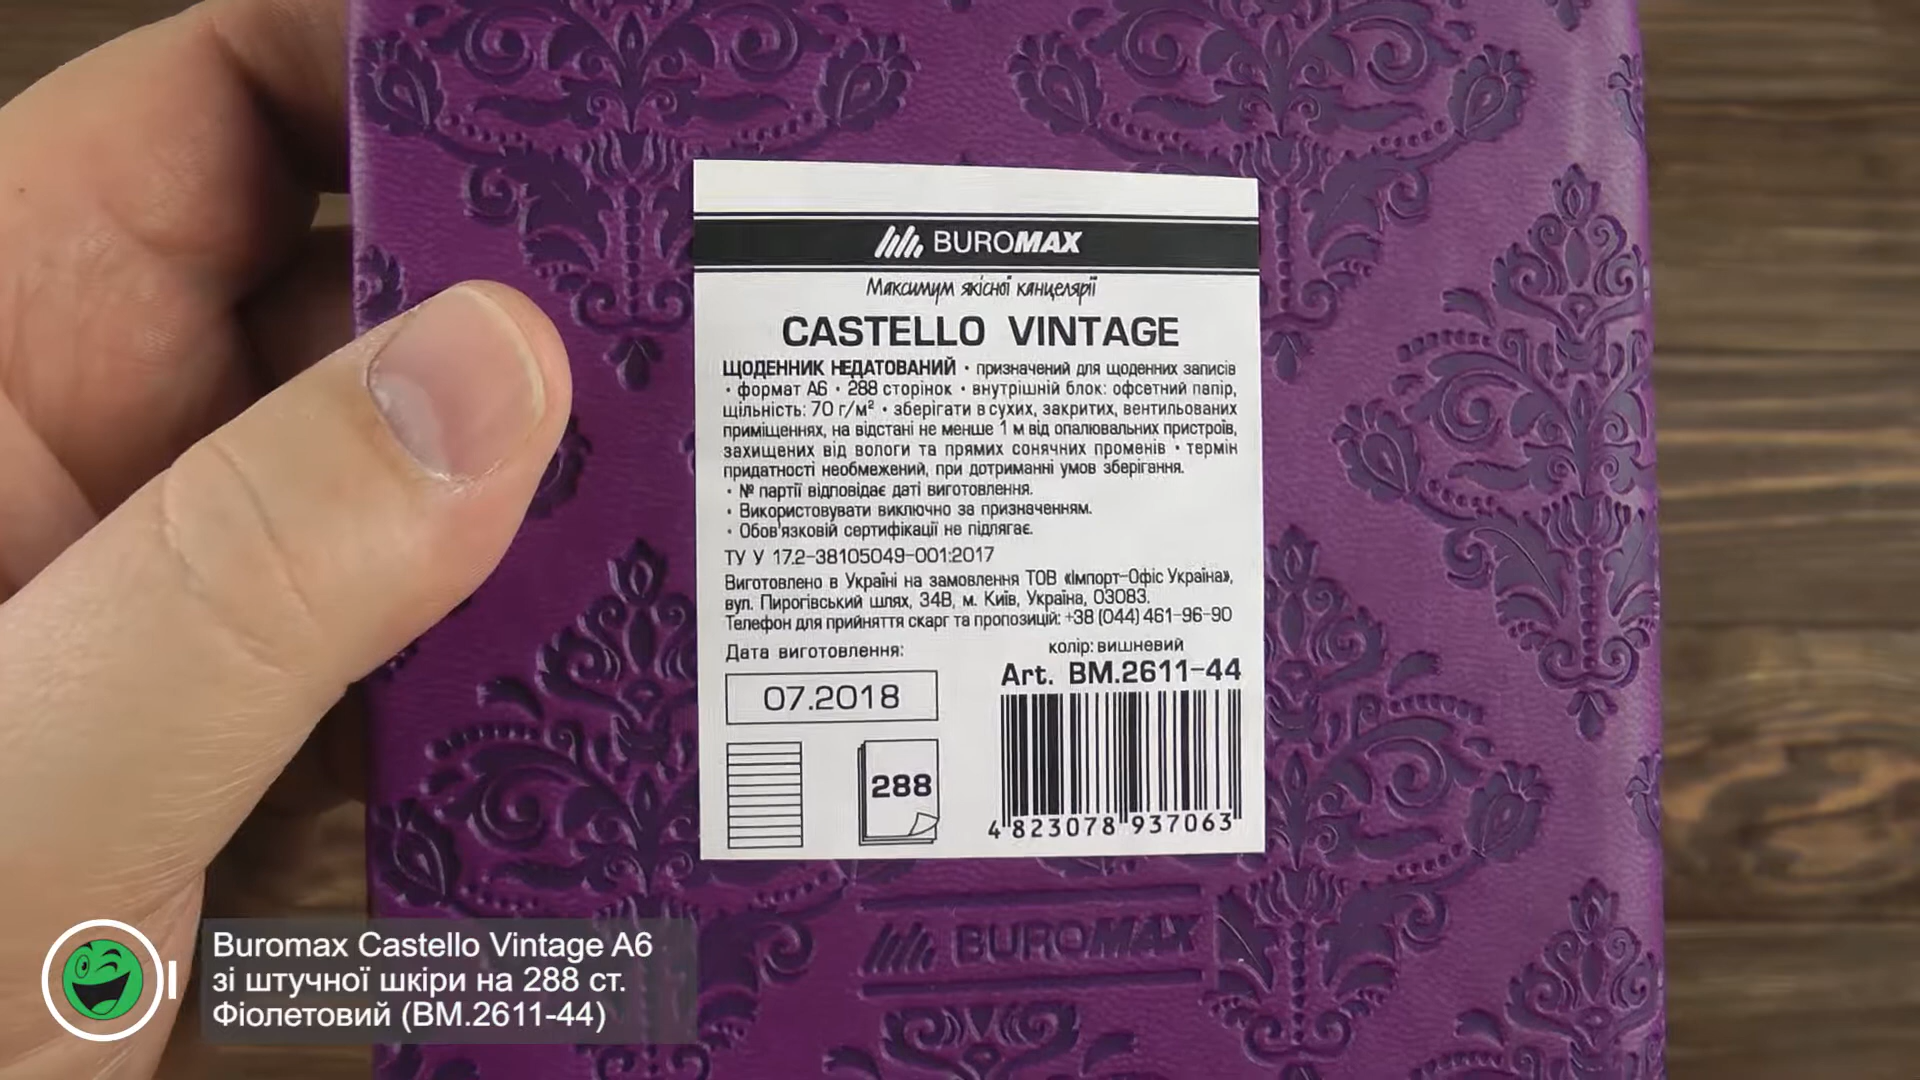 BUROMAX
Максимум якісної канцелярії
CASTELLO VINTAGE
ЩОДЕННИК НЕДАТОВАНИЙ • призначений для щоденних записів
• формат А6 • 288 сторінок • внутрішній блок: офсетний папір,
щільність: 70 г/м² • зберігати в сухих, закритих, вентильованих
приміщеннях, на відстані не менше 1 м від опалювальних пристроїв,
захищених від вологи та прямих сонячних променів • термін
придатності необмежений, при дотриманні умов зберігання.
• № партії відповідає даті виготовлення.
• Використовувати виключно за призначенням.
• Обов'язковій сертифікації не підлягає.
ТУ У 17.2-38105049-001:2017
Виготовлено в Україні на замовлення ТОВ «Імпорт-Офіс Україна»,
вул. Пирогівський шлях, 34В, м. Київ, Україна, 03083.
Телефон для прийняття скарг та пропозицій: +38 (044) 461-96-90
Дата виготовлення:
колір: вишневий
Art. BM.2611-44
07.2018
288
4 823078 937063
BUROMAX
Buromax Castello Vintage A6
зі штучної шкіри на 288 ст.
Фіолетовий (BM.2611-44)